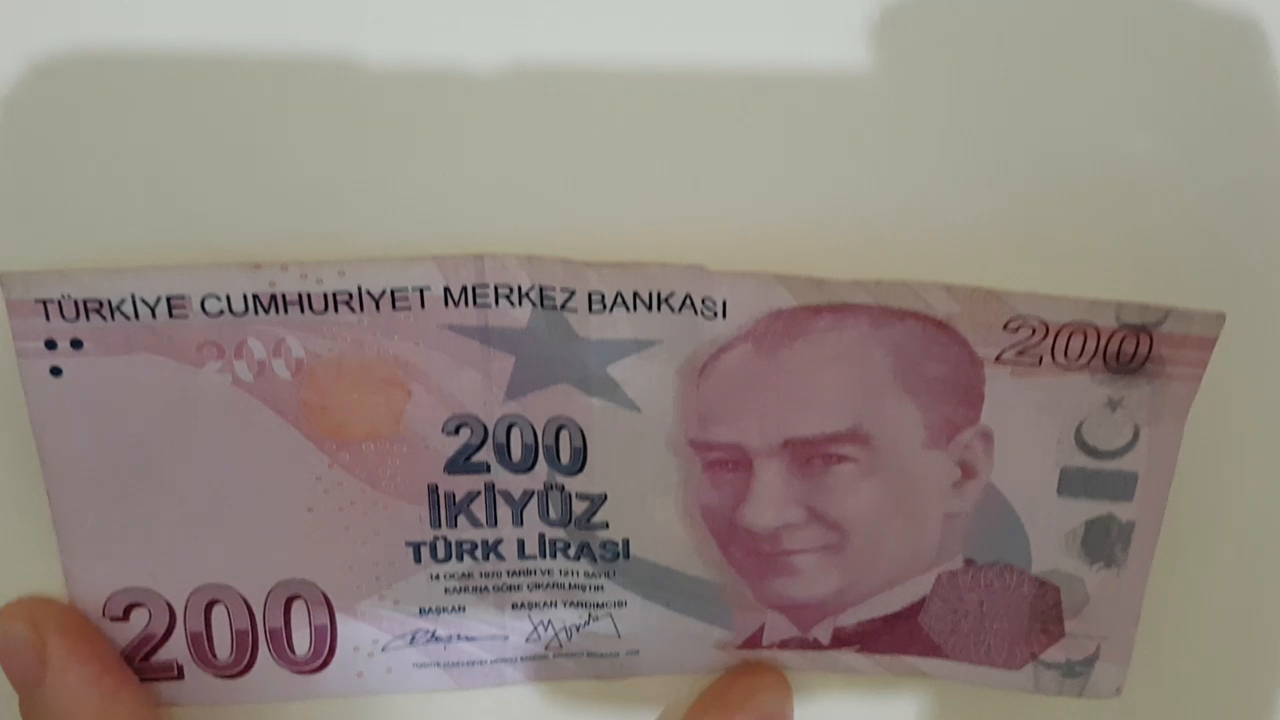 TÜRKİYE CUMHURİYET MERKEZ BANKASI
200
200
200
İKİYÜZ
TÜRK LİRASI
14 OCAK 1970 TARİH VE 1211 SAYILI
KANUNA GÖRE ÇIKARILMIŞTIR
BAŞKAN BAŞKAN YARDIMCISI
200